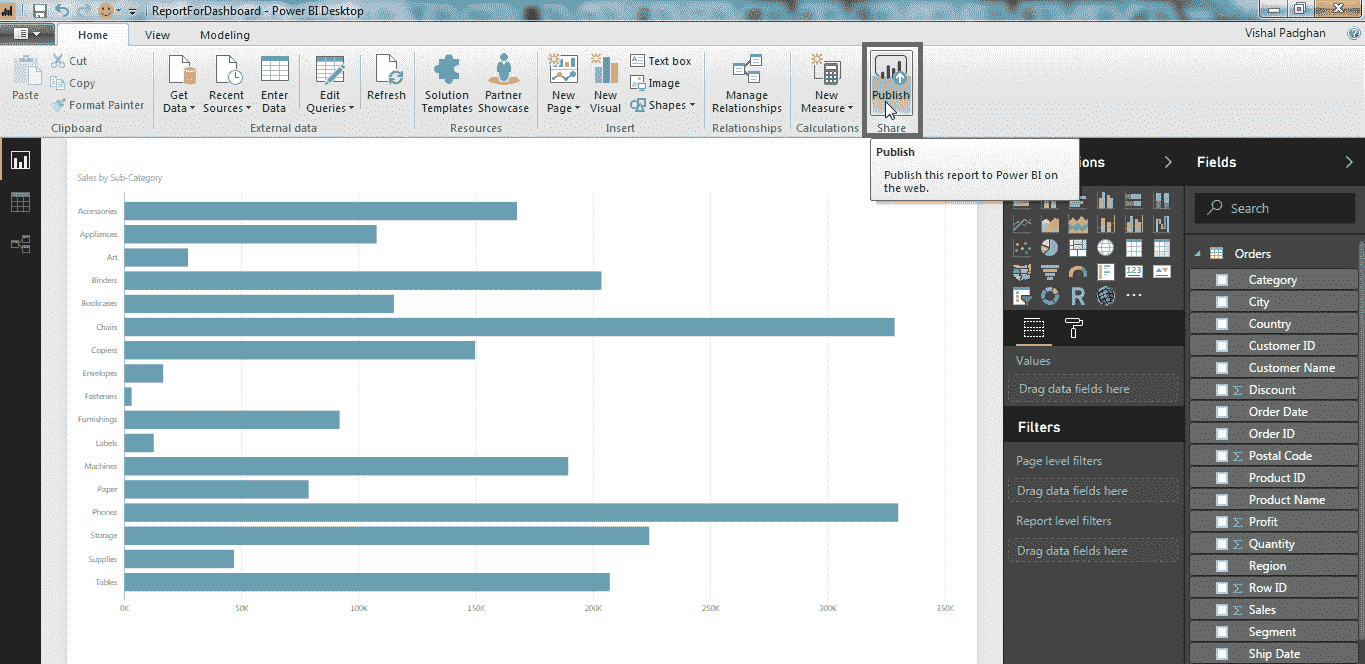 ReportForDashboard - Power BI Desktop
Home View Modeling
Vishal Padghan
Paste
Cut
Copy
Format Painter
Clipboard
Get Data
Recent Sources
Enter Data
Edit Queries
Refresh
External data
Solution Templates
Partner Showcase
Resources
New Page
New Visual
Text box
Image
Shapes
Insert
Manage Relationships
Relationships
New Measure
Calculations
Publish
Share
Publish
Publish this report to Power BI on
the web.
Sales by Sub-Category
Accessories
Appliances
Art
Binders
Bookcases
Chairs
Copiers
Envelopes
Fasteners
Furnishings
Labels
Machines
Paper
Phones
Storage
Supplies
Tables
0K 50K 100K 150K 200K 250K 300K 350K
ions
R
123
Values
Drag data fields here
Filters
Page level filters
Drag data fields here
Report level filters
Drag data fields here
Fields
Search
Orders
Category
City
Country
Customer ID
Customer Name
Σ Discount
Order Date
Order ID
Σ Postal Code
Product ID
Product Name
Σ Profit
Σ Quantity
Region
Σ Row ID
Σ Sales
Segment
Ship Date